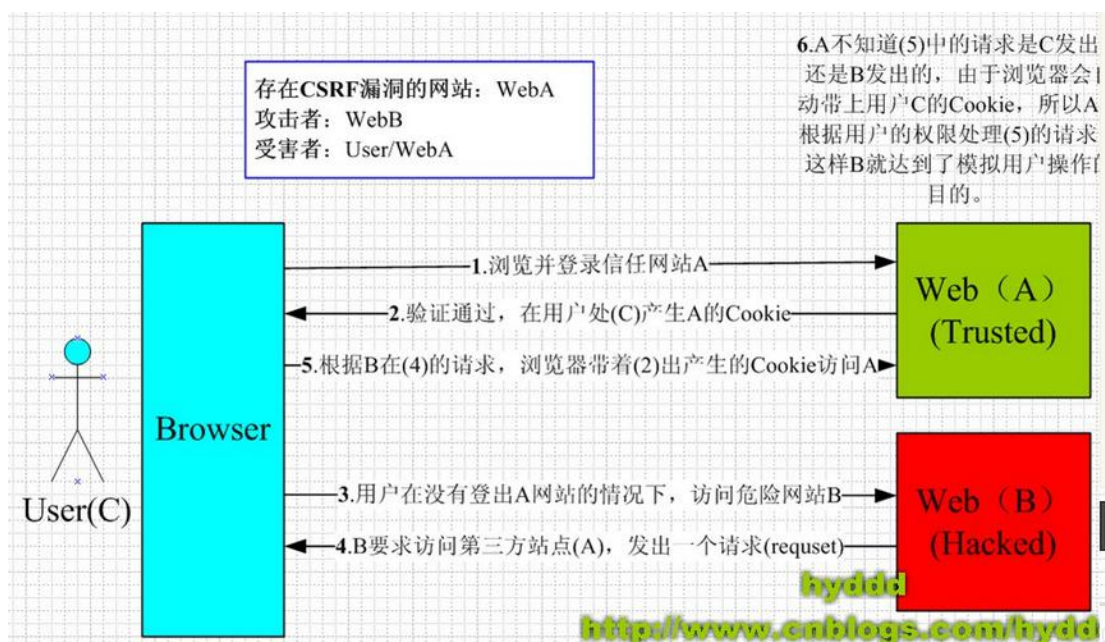 存在CSRF漏洞的网站：WebA
攻击者：WebB
受害者：User/WebA
6.A不知道(5)中的请求是C发出
还是B发出的，由于浏览器会
动带上用户C的Cookie，所以A
根据用户的权限处理(5)的请求
这样B就达到了模拟用户操作
目的。
1.浏览并登录信任网站A
2.验证通过，在用户处(C)产生A的Cookie
5.根据B在(4)的请求，浏览器带着(2)出产生的Cookie访问A
Web（A）
(Trusted)
Browser
User(C)
3.用户在没有登出A网站的情况下，访问危险网站B
4.B要求访问第三方站点(A)，发出一个请求(requset)
Web（B）
(Hacked)
hyddd
http://www.cnblogs.com/hydd